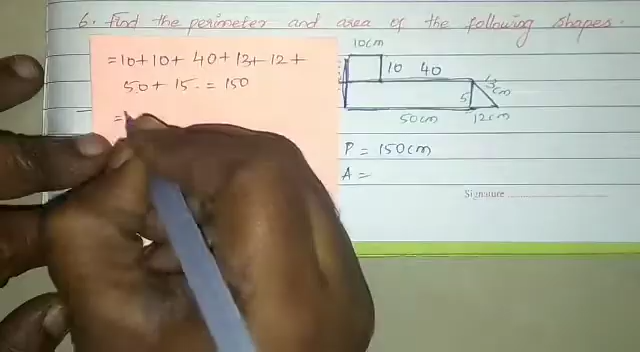 6. Find the perimeter and area of the following shapes.
=10+10+ 40+13+12+
50+ 15. = 150
=
10cm
10 40
13cm
5
50cm 12cm
P = 150cm
A =
Signature